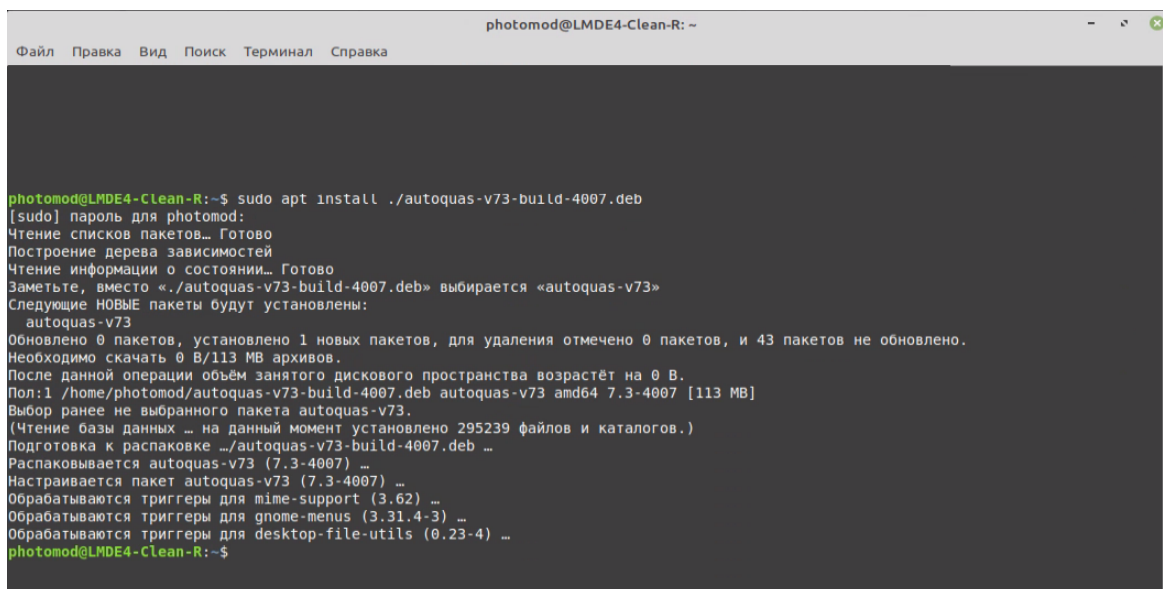 photomod@LMDE4-Clean-R: ~
Файл Правка Вид Поиск Терминал Справка
photomod@LMDE4-Clean-R:~$ sudo apt install ./autoquas-v73-build-4007.deb
[sudo] пароль для photomod:
Чтение списков пакетов… Готово
Построение дерева зависимостей
Чтение информации о состоянии… Готово
Заметьте, вместо «./autoquas-v73-build-4007.deb» выбирается «autoquas-v73»
Следующие НОВЫЕ пакеты будут установлены:
autoquas-v73
Обновлено 0 пакетов, установлено 1 новых пакетов, для удаления отмечено 0 пакетов, и 43 пакетов не обновлено.
Необходимо скачать 0 B/113 MB архивов.
После данной операции объём занятого дискового пространства возрастёт на 0 B.
Пол:1 /home/photomod/autoquas-v73-build-4007.deb autoquas-v73 amd64 7.3-4007 [113 MB]
Выбор ранее не выбранного пакета autoquas-v73.
(Чтение базы данных … на данный момент установлено 295239 файлов и каталогов.)
Подготовка к распаковке …/autoquas-v73-build-4007.deb …
Распаковывается autoquas-v73 (7.3-4007) …
Настраивается пакет autoquas-v73 (7.3-4007) …
Обрабатываются триггеры для mime-support (3.62) …
Обрабатываются триггеры для gnome-menus (3.31.4-3) …
Обрабатываются триггеры для desktop-file-utils (0.23-4) …
photomod@LMDE4-Clean-R:~$